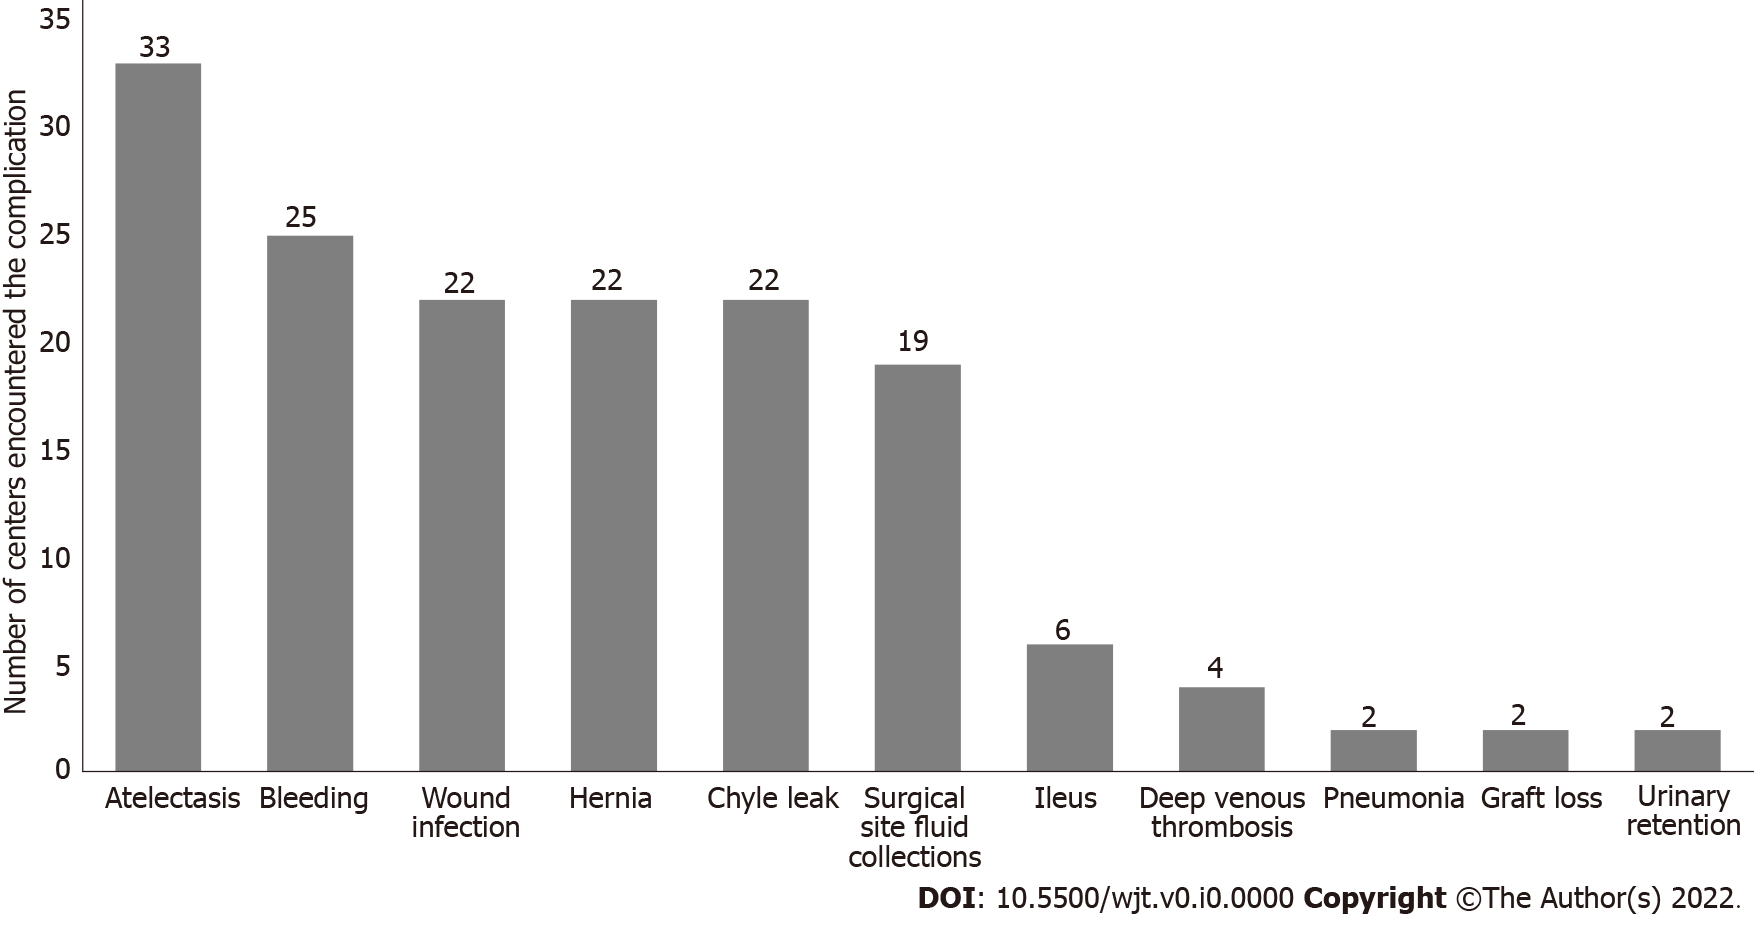 Number of centers encountered the complication
35
30
25
20
15
10
5
0
33
25
22
22
22
19
6
4
2
2
2
Atelectasis
Bleeding
Wound
infection
Hernia
Chyle leak
Surgical
site fluid
collections
Ileus
Deep venous
thrombosis
Pneumonia
Graft loss
Urinary
retention
DOI: 10.5500/wjt.v0.i0.0000 Copyright ©The Author(s) 2022.